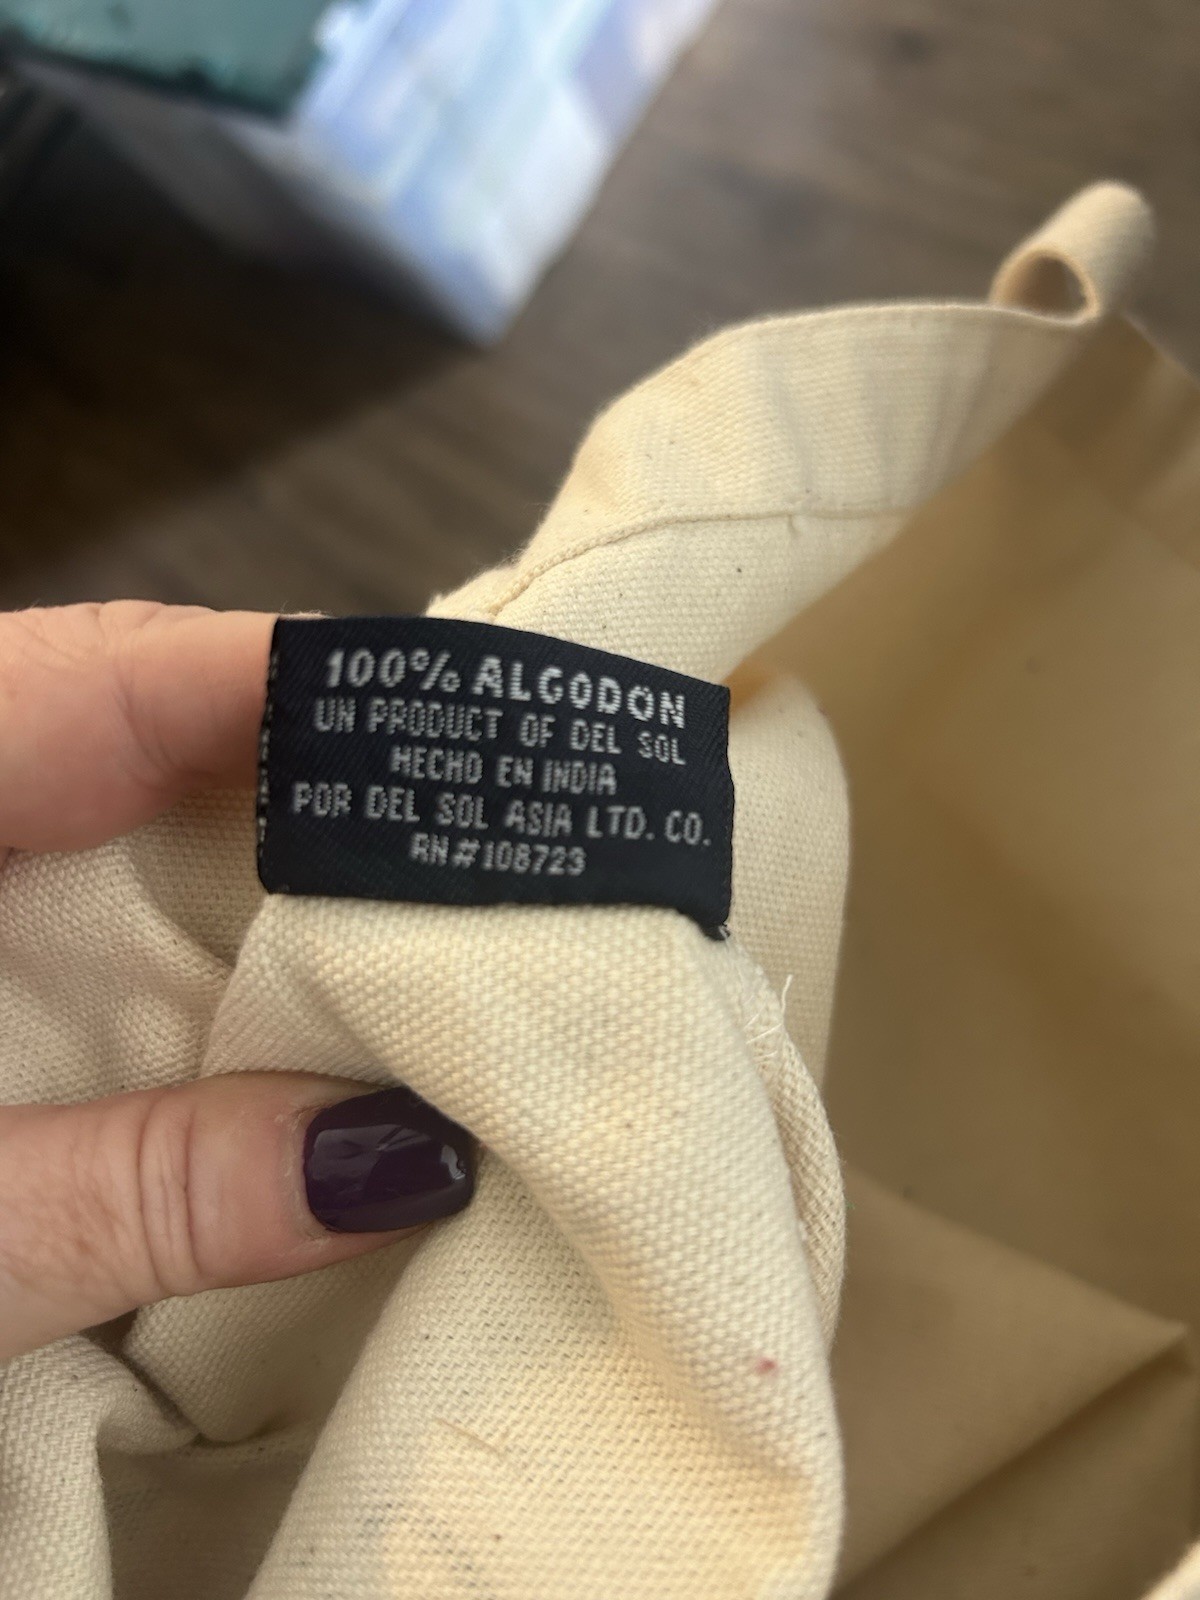 100% ALGODON
UN PRODUCT OF DEL SOL
HECHO EN INDIA
POR DEL SOL ASIA LTD. CO.
RN#108723